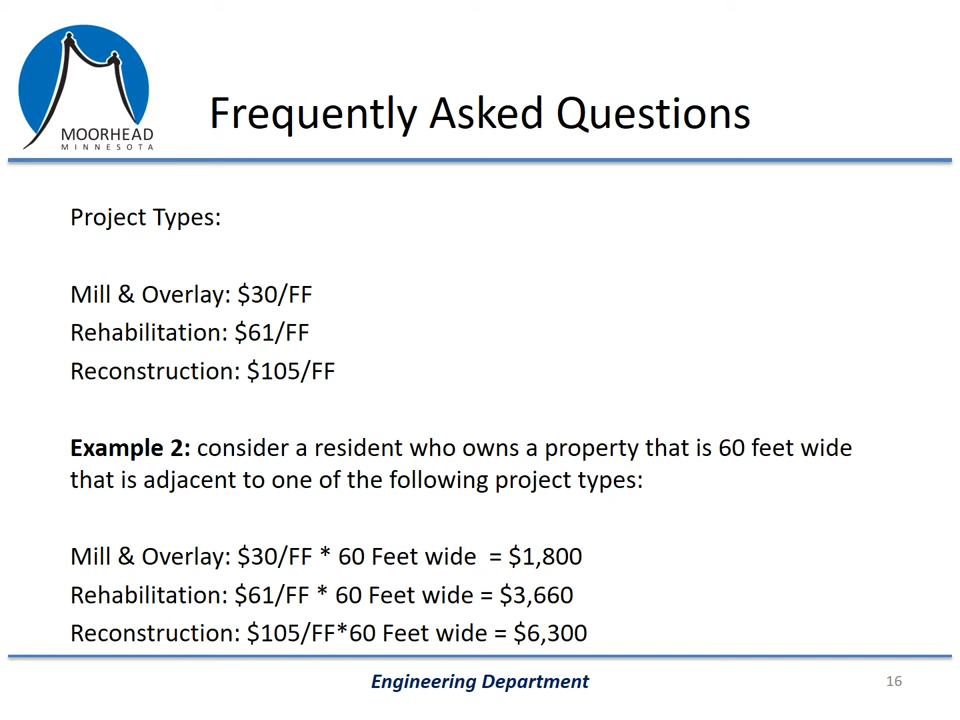 MOORHEAD
MINNESOTA
Frequently Asked Questions
Project Types:
Mill & Overlay: $30/FF
Rehabilitation: $61/FF
Reconstruction: $105/FF
Example 2: consider a resident who owns a property that is 60 feet wide
that is adjacent to one of the following project types:
Mill & Overlay: $30/FF * 60 Feet wide  = $1,800
Rehabilitation: $61/FF * 60 Feet wide = $3,660
Reconstruction: $105/FF*60 Feet wide = $6,300
Engineering Department
16